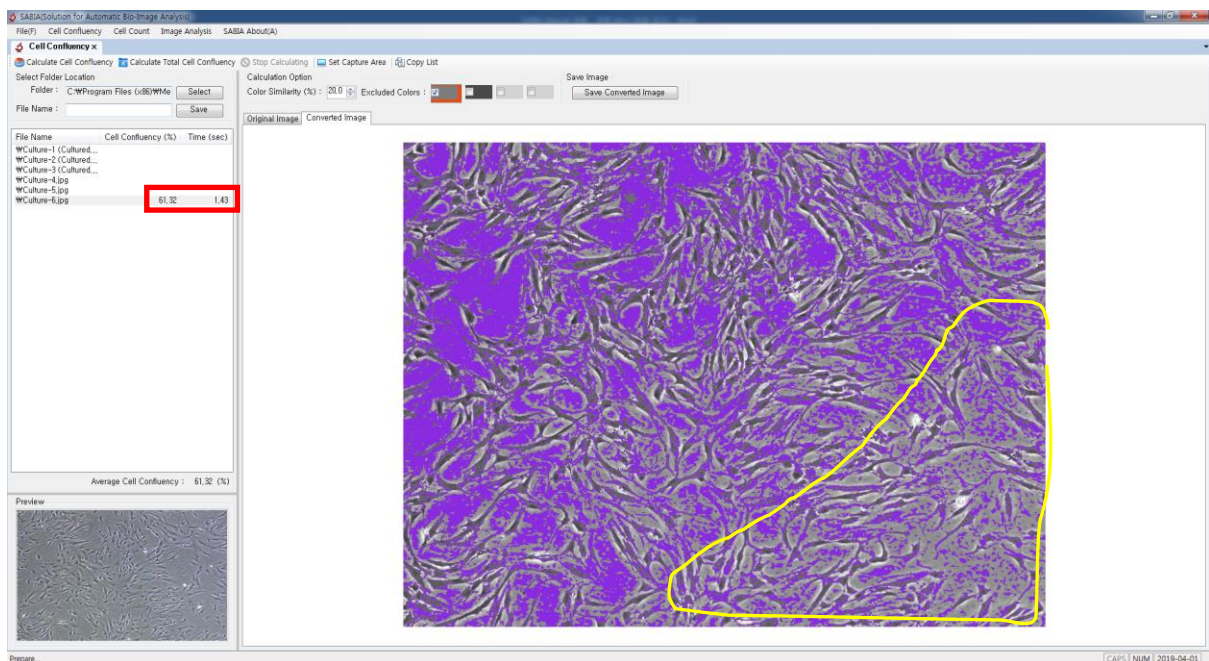 SABIA(Solution for Automatic Bio-Image Analysis)
File(F) Cell Confluency Cell Count Image Analysis SABIA About(A)
Cell Confluency x
Calculate Cell Confluency Calculate Total Cell Confluency Stop Calculating Set Capture Area Copy List
Select Folder Location
Folder : C:₩Program Files (x86)₩Me Select
File Name : Save
Calculation Option
Color Similarity (%) : 20.0 Excluded Colors :
Save Image
Save Converted Image
Original Image Converted Image
File Name Cell Confluency (%) Time (sec)
₩Culture-1 (Cultured,...
₩Culture-2 (Cultured,...
₩Culture-3 (Cultured,...
₩Culture-4.jpg
₩Culture-5.jpg
₩Culture-6.jpg 61,32 1,43
Average Cell Confluency : 61,32 (%)
Preview
Prepare
CAPS NUM 2019-04-01